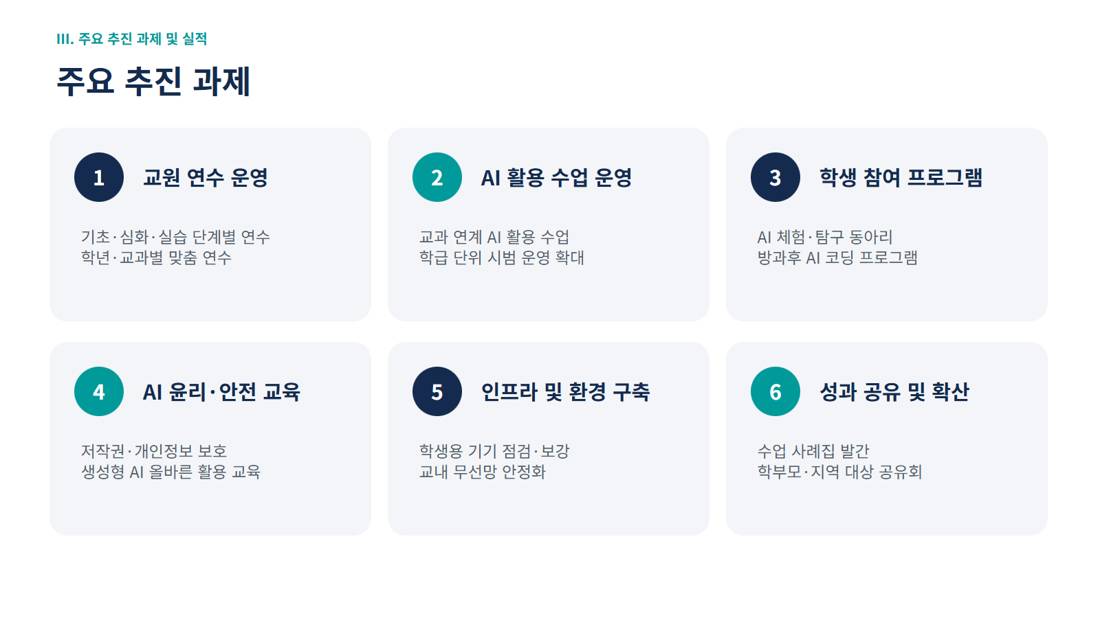 III. 주요 추진 과제 및 실적
주요 추진 과제
1 교원 연수 운영
기초·심화·실습 단계별 연수
학년·교과별 맞춤 연수
2 AI 활용 수업 운영
교과 연계 AI 활용 수업
학급 단위 시범 운영 확대
3 학생 참여 프로그램
AI 체험·탐구 동아리
방과후 AI 코딩 프로그램
4 AI 윤리·안전 교육
저작권·개인정보 보호
생성형 AI 올바른 활용 교육
5 인프라 및 환경 구축
학생용 기기 점검·보강
교내 무선망 안정화
6 성과 공유 및 확산
수업 사례집 발간
학부모·지역 대상 공유회